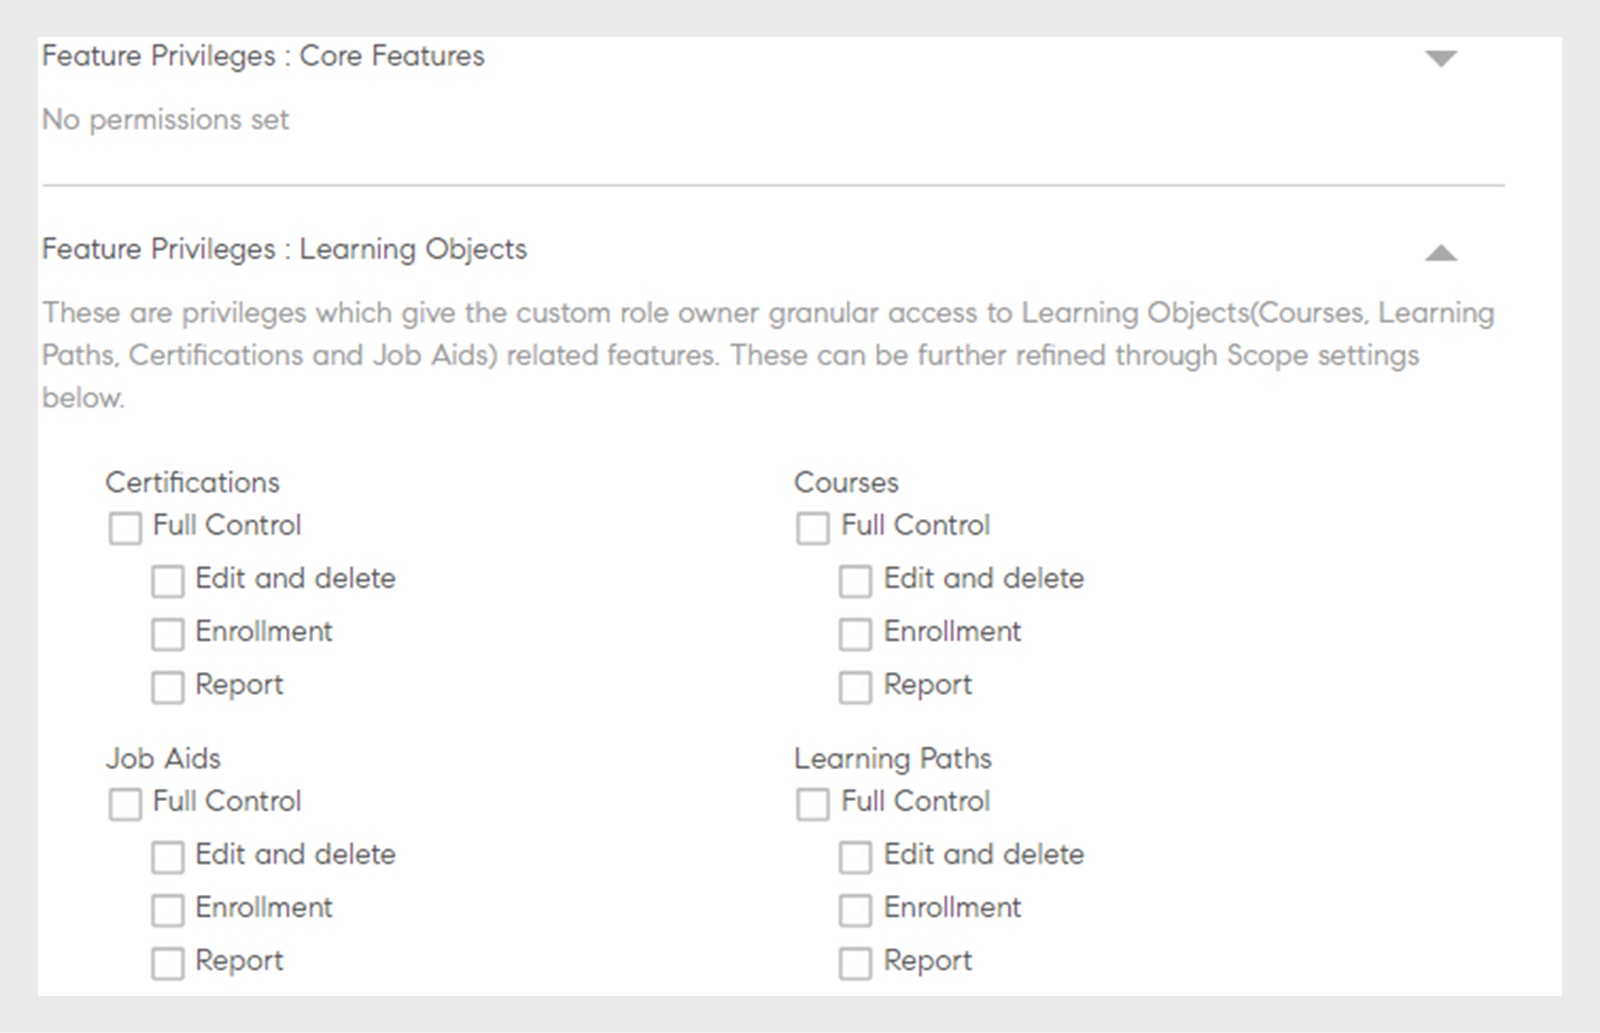 Feature Privileges : Core Features
No permissions set
Feature Privileges : Learning Objects
These are privileges which give the custom role owner granular access to Learning Objects(Courses, Learning
Paths, Certifications and Job Aids) related features. These can be further refined through Scope settings
below.
Certifications
Full Control
Edit and delete
Enrollment
Report
Courses
Full Control
Edit and delete
Enrollment
Report
Job Aids
Full Control
Edit and delete
Enrollment
Report
Learning Paths
Full Control
Edit and delete
Enrollment
Report